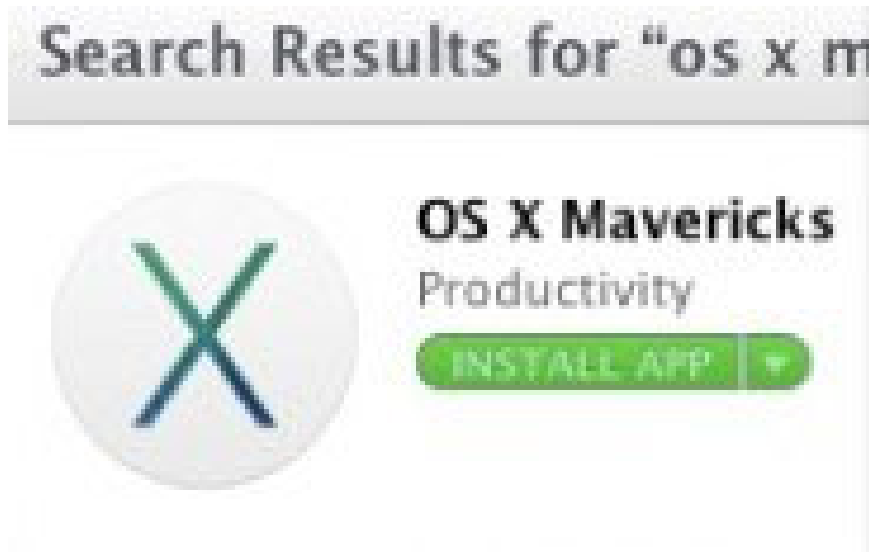 Search Results for “os x m
OS X Mavericks
Productivity
INSTALL APP